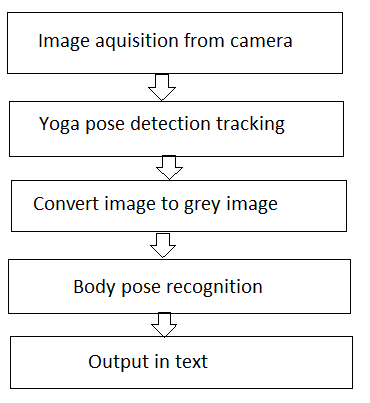 Image aquisition from camera
Yoga pose detection tracking
Convert image to grey image
Body pose recognition
Output in text